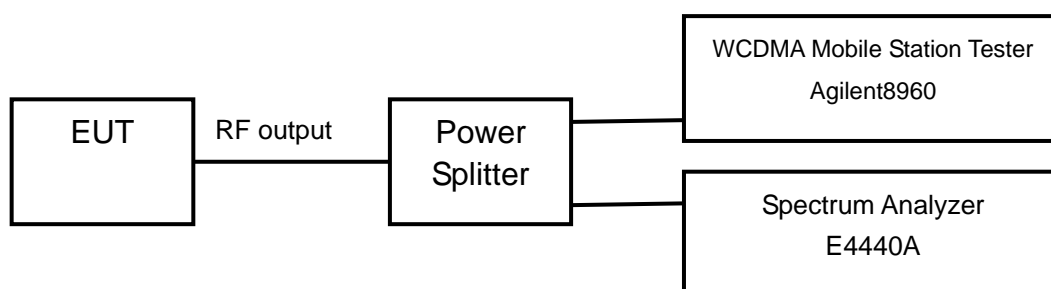 EUT
RF output
Power
Splitter
WCDMA Mobile Station Tester
Agilent8960
Spectrum Analyzer
E4440A